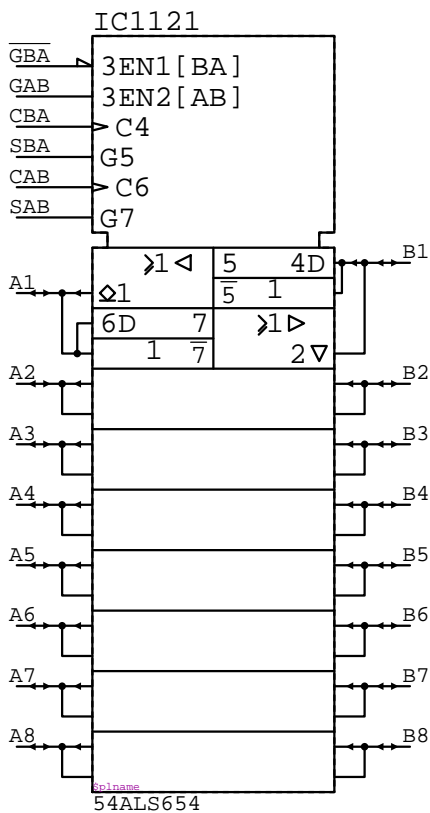 IC1121
GBA
3EN1[BA]
GAB
3EN2[AB]
CBA
C4
SBA
G5
CAB
C6
SAB
G7
≥1 5 4D B1
A1 1 5 1
6D 7 ≥1
1 7 2
A2 B2
A3 B3
A4 B4
A5 B5
A6 B6
A7 B7
A8 B8
$plname
54ALS654